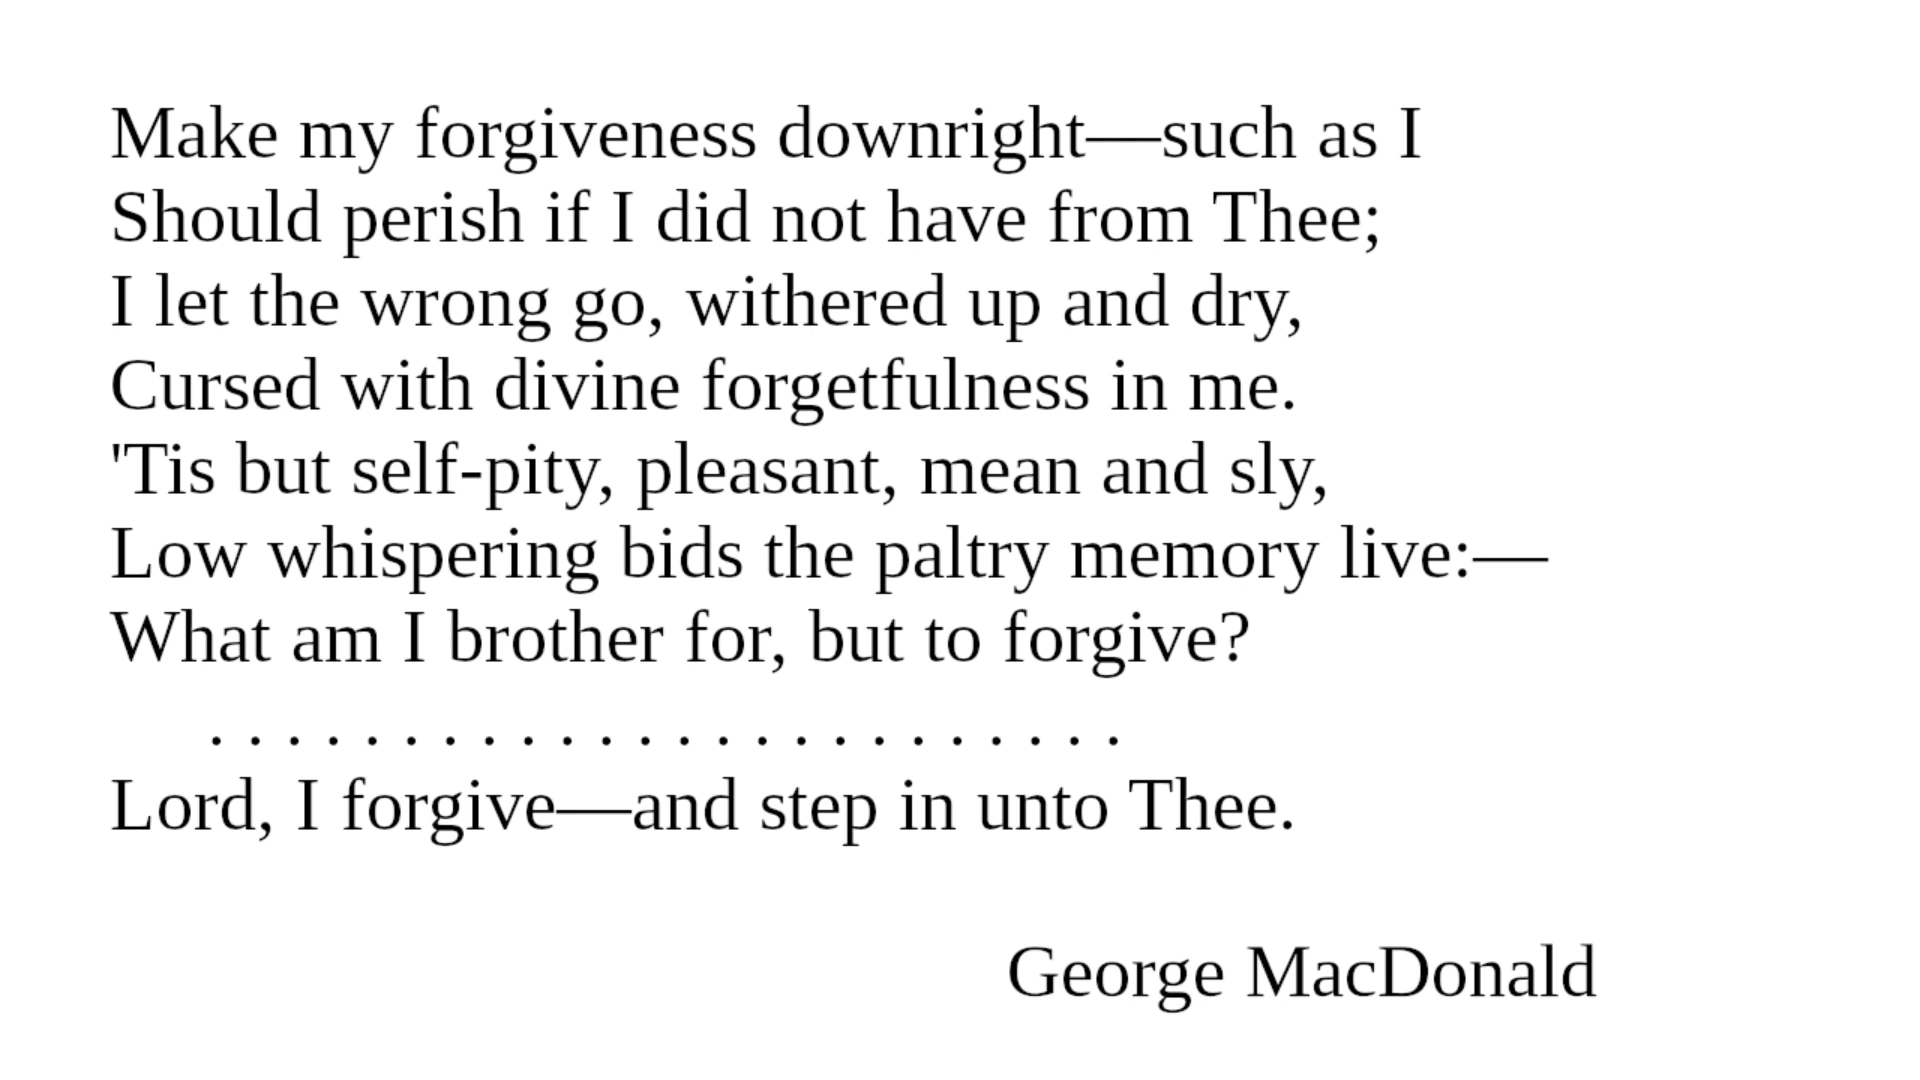 Make my forgiveness downright—such as I
Should perish if I did not have from Thee;
I let the wrong go, withered up and dry,
Cursed with divine forgetfulness in me.
'Tis but self-pity, pleasant, mean and sly,
Low whispering bids the paltry memory live:—
What am I brother for, but to forgive?
. . . . . . . . . . . . . . . . . . . . . . . .
Lord, I forgive—and step in unto Thee.
George MacDonald